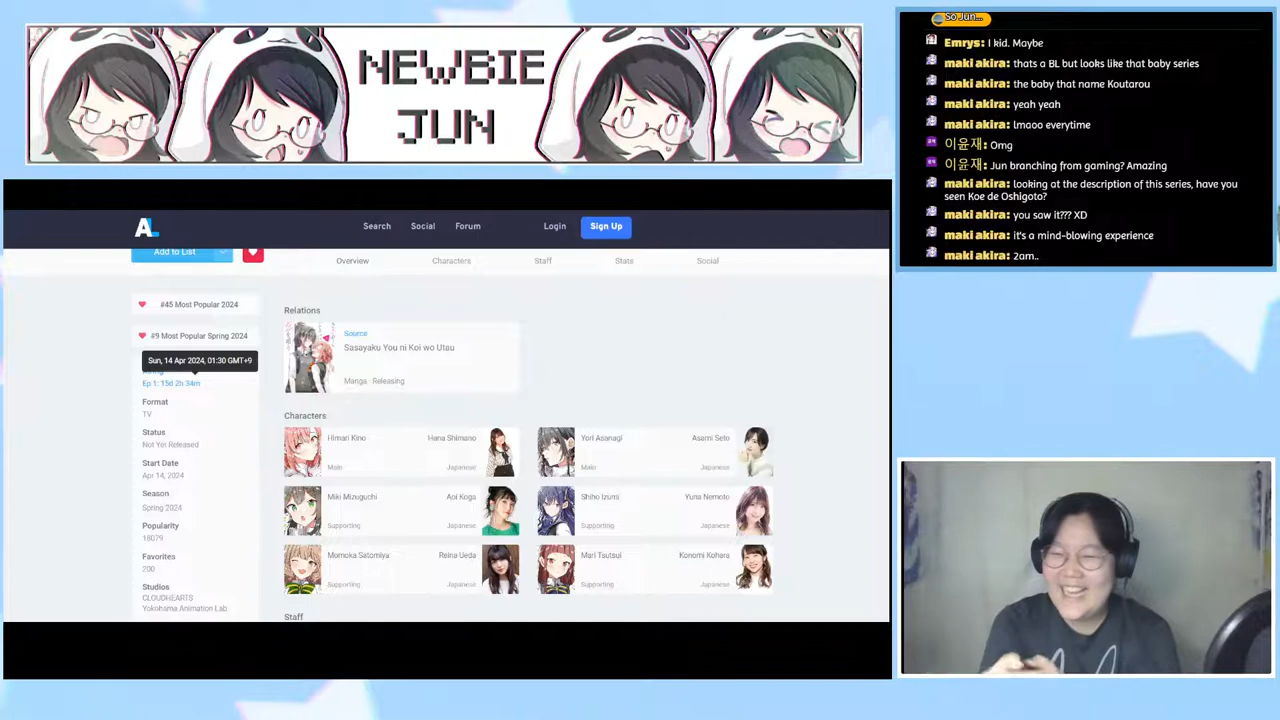 NEWBIE
JUN
So Jun...
Emrys: I kid. Maybe
maki akira: thats a BL but looks like that baby series
maki akira: the baby that name Koutarou
maki akira: yeah yeah
maki akira: lmaoo everytime
이윤재: Omg
이윤재: Jun branching from gaming? Amazing
maki akira: looking at the description of this series, have you
seen Koe de Oshigoto?
maki akira: you saw it??? XD
maki akira: it's a mind-blowing experience
maki akira: 2am..
AL
Search
Social
Forum
Login
Sign Up
Add to List
Overview
Characters
Staff
Stats
Social
#45 Most Popular 2024
#9 Most Popular Spring 2024
Sun, 14 Apr 2024, 01:30 GMT+9
Ep 1: 15d 2h 34m
Format
TV
Status
Not Yet Released
Start Date
Apr 14, 2024
Season
Spring 2024
Popularity
18079
Favorites
200
Studios
CLOUDHEARTS
Yokohama Animation Lab
Relations
Source
Sasayaku You ni Koi wo Utau
Manga Releasing
Characters
Himari Kino
Hana Shimano
Main
Japanese
Yori Asanagi
Asami Seto
Main
Japanese
Miki Mizuguchi
Aoi Koga
Supporting
Japanese
Shiho Izumi
Yuna Nemoto
Supporting
Japanese
Momoka Satomiya
Reina Ueda
Supporting
Japanese
Mari Tsutsui
Konomi Kohara
Supporting
Japanese
Staff